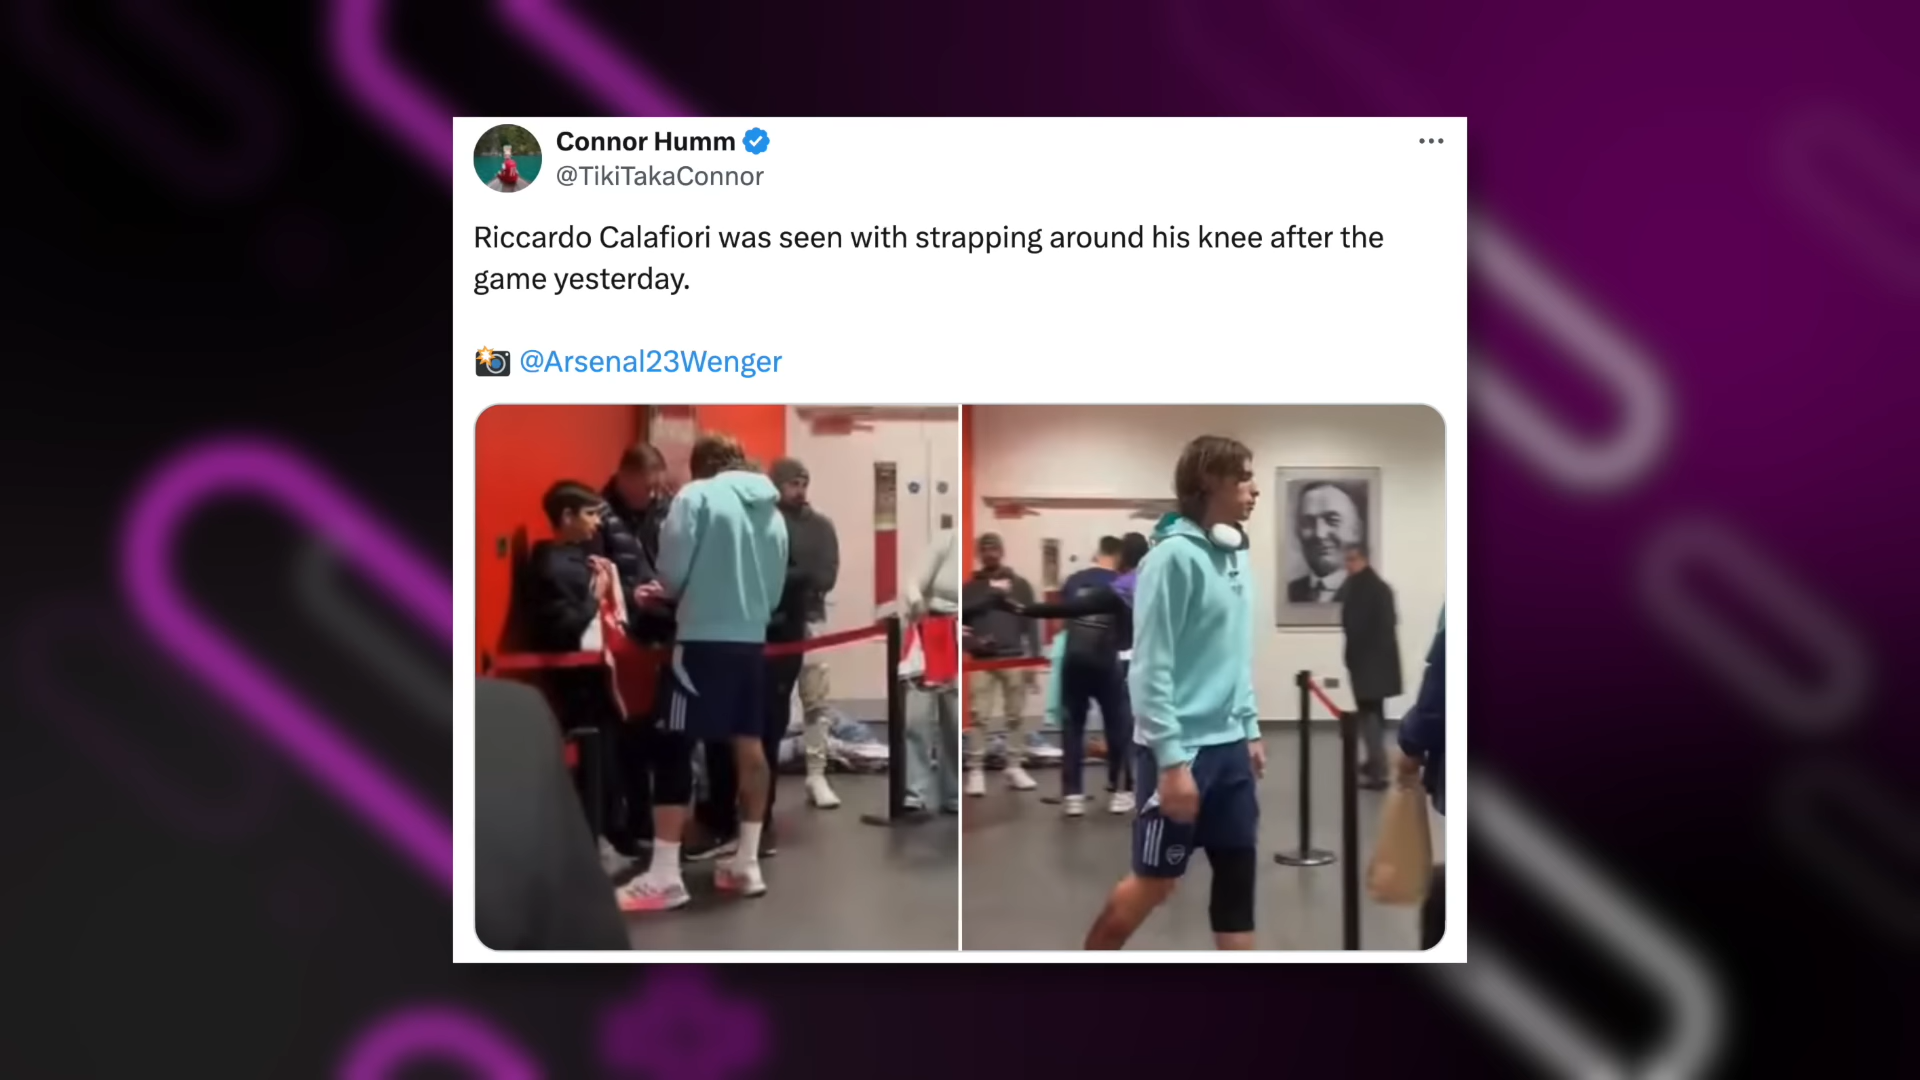 Connor Humm
@TikiTakaConnor
Riccardo Calafiori was seen with strapping around his knee after the
game yesterday.
@Arsenal23Wenger